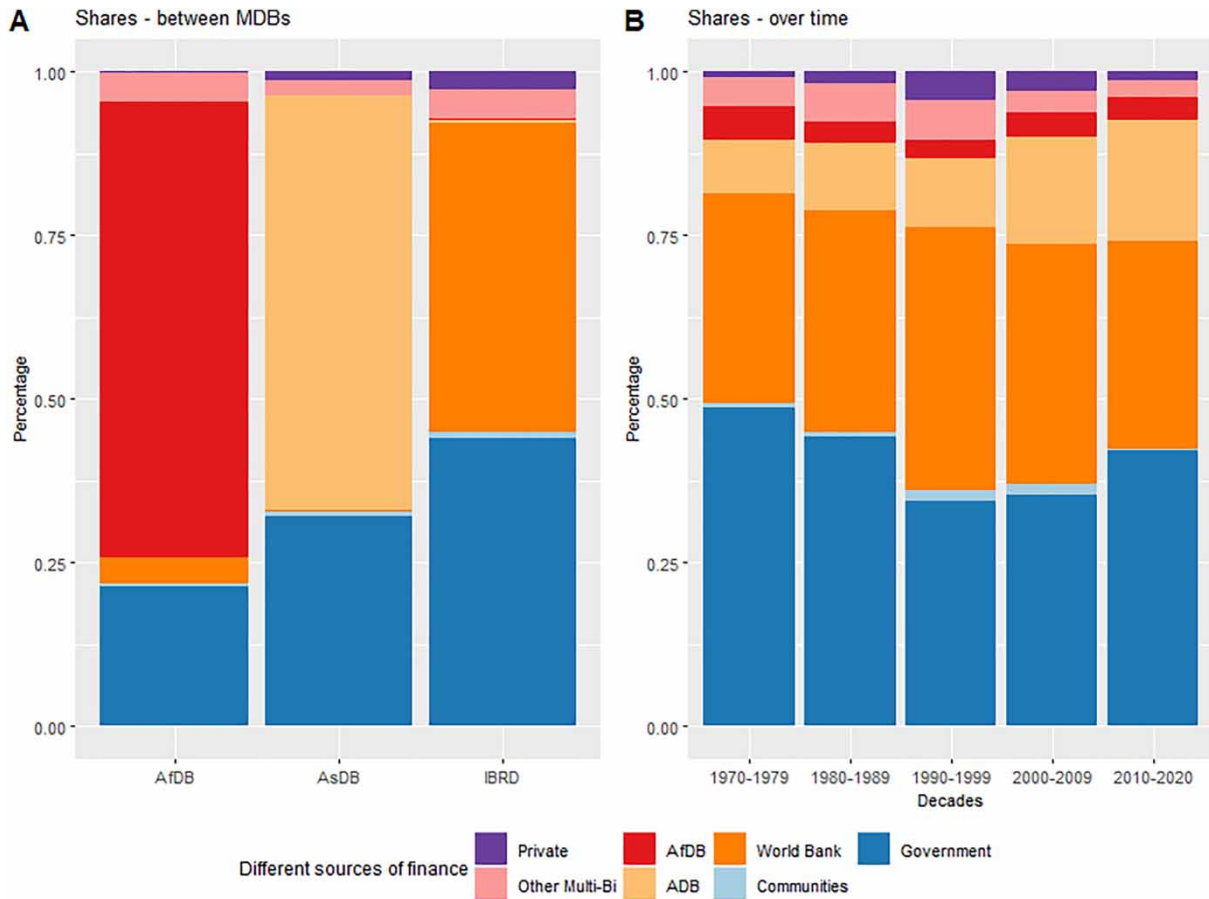 A
Shares - between MDBs
Percentage
1.00
0.75
0.50
0.25
0.00
AfDB
AsDB
IBRD
B
Shares - over time
Percentage
1.00
0.75
0.50
0.25
0.00
1970-1979
1980-1989
1990-1999
2000-2009
2010-2020
Decades
Different sources of finance
Private
Other Multi-Bi
AfDB
ADB
World Bank
Communities
Government